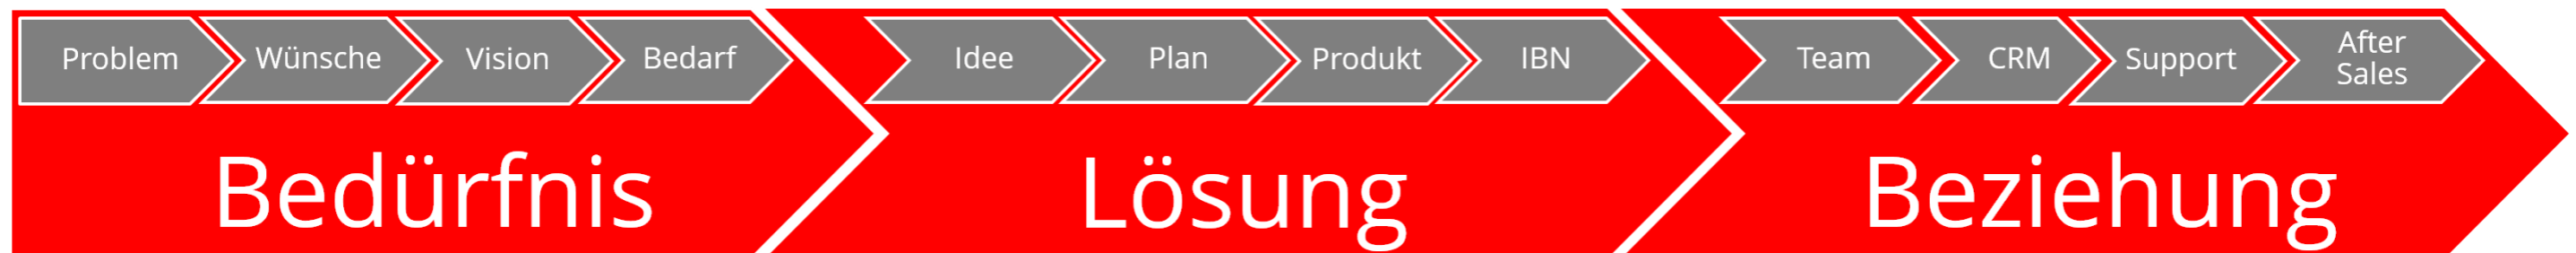 Problem
Wünsche
Vision
Bedarf
Bedürfnis
Idee
Plan
Produkt
IBN
Lösung
Team
CRM
Support
After
Sales
Beziehung